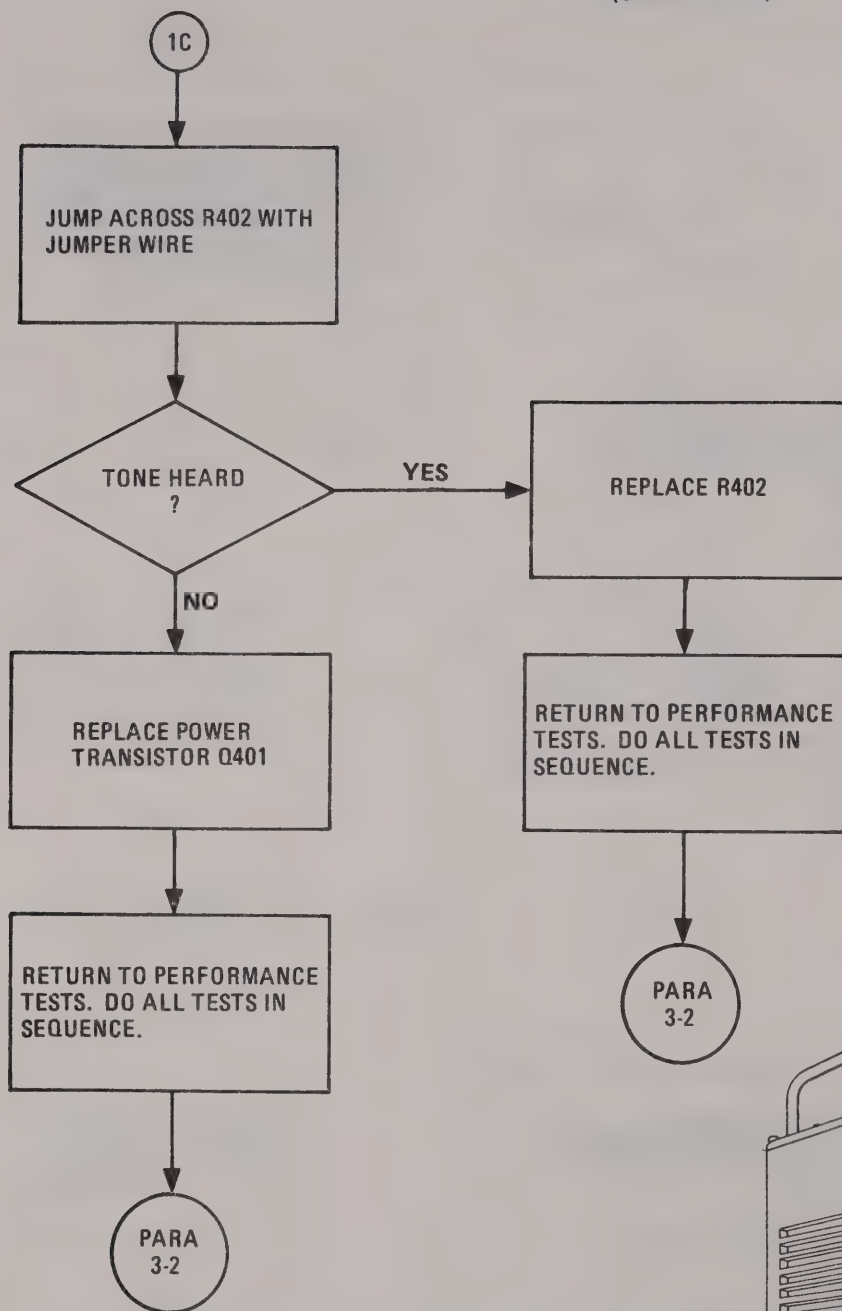 1C
JUMP ACROSS R402 WITH
JUMPER WIRE
TONE HEARD
?
YES
REPLACE R402
NO
REPLACE POWER
TRANSISTOR Q401
RETURN TO PERFORMANCE
TESTS. DO ALL TESTS IN
SEQUENCE.
RETURN TO PERFORMANCE
TESTS. DO ALL TESTS IN
SEQUENCE.
PARA
3-2
PARA
3-2